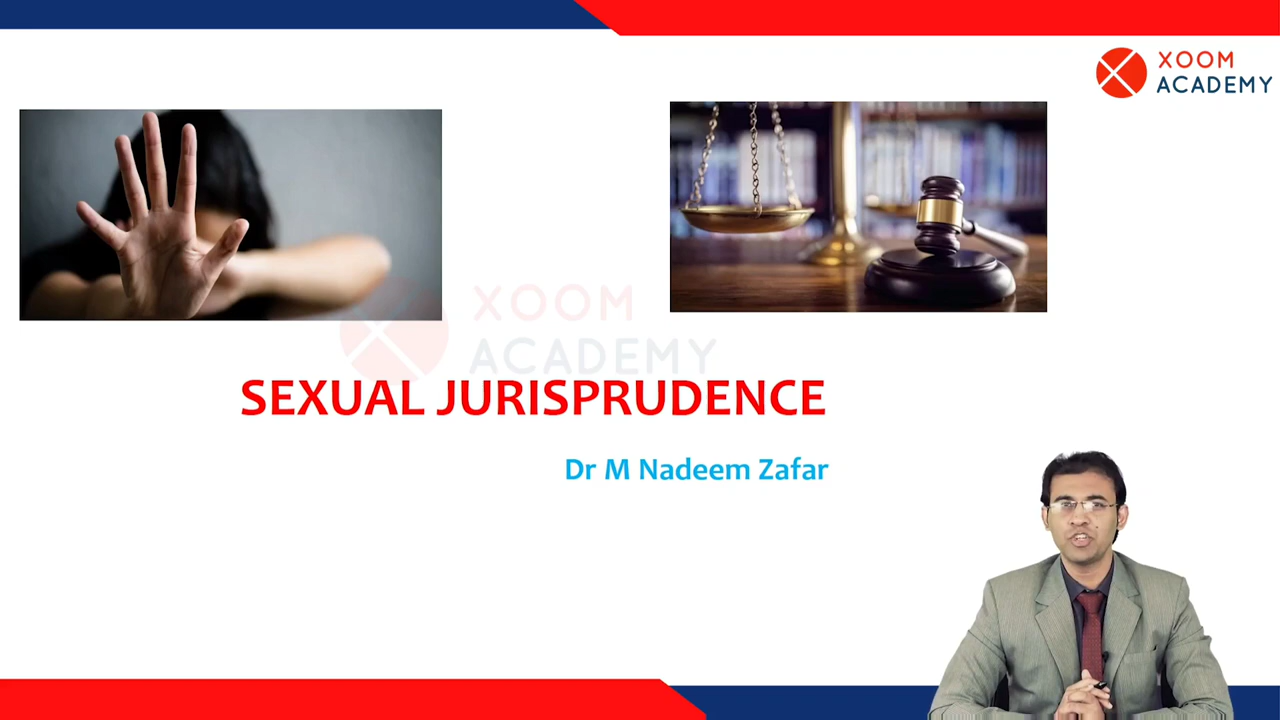 XOOM
ACADEMY
XOOM
ACADEMY
SEXUAL JURISPRUDENCE
Dr M Nadeem Zafar